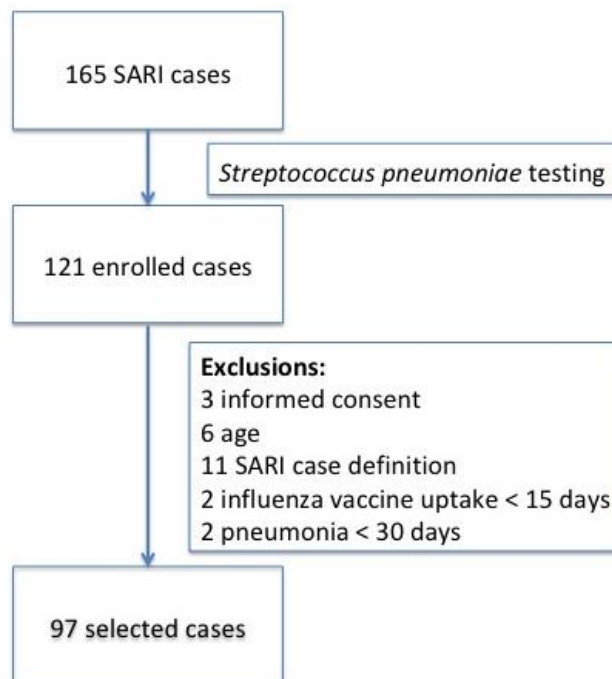 165 SARI cases
Streptococcus pneumoniae testing
121 enrolled cases
Exclusions:
3 informed consent
6 age
11 SARI case definition
2 influenza vaccine uptake < 15 days
2 pneumonia < 30 days
97 selected cases